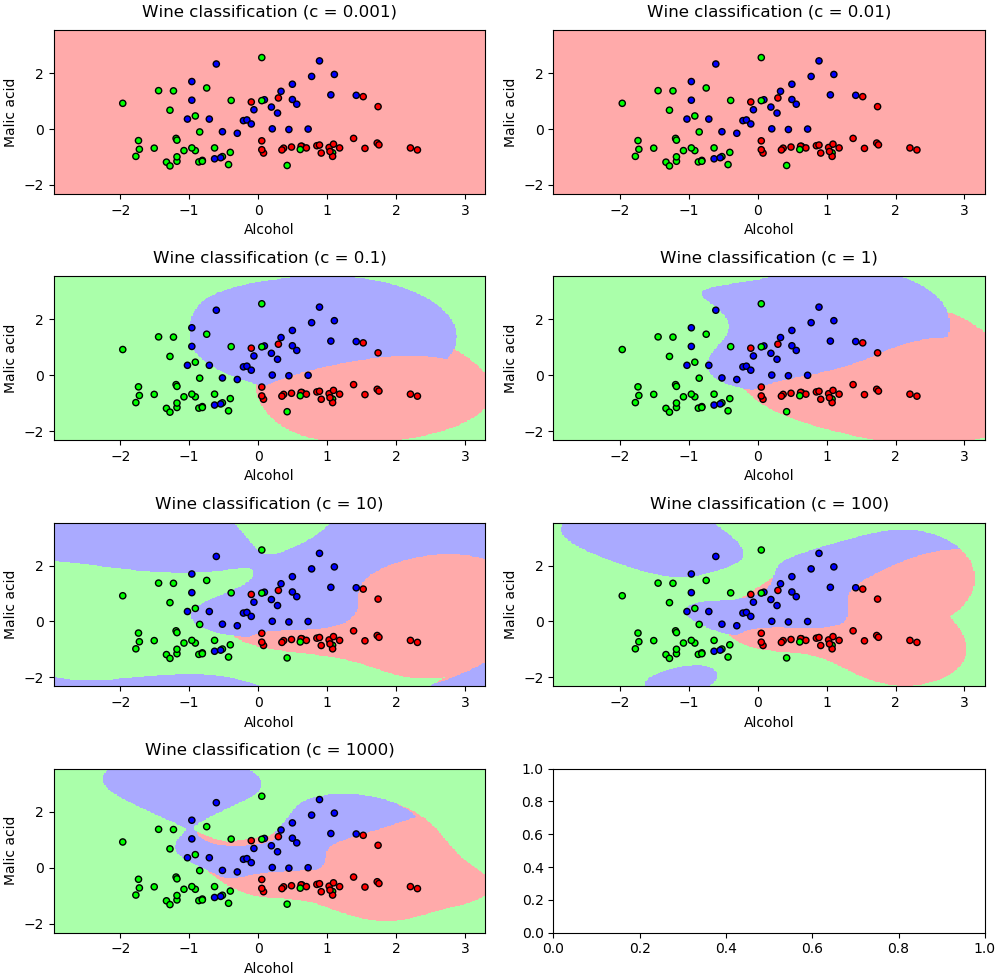 Wine classification (c = 0.001)
Malic acid
2
0
−2
−2 −1 0 1 2 3
Alcohol
Wine classification (c = 0.01)
Malic acid
2
0
−2
−2 −1 0 1 2 3
Alcohol
Wine classification (c = 0.1)
Malic acid
2
0
−2
−2 −1 0 1 2 3
Alcohol
Wine classification (c = 1)
Malic acid
2
0
−2
−2 −1 0 1 2 3
Alcohol
Wine classification (c = 10)
Malic acid
2
0
−2
−2 −1 0 1 2 3
Alcohol
Wine classification (c = 100)
Malic acid
2
0
−2
−2 −1 0 1 2 3
Alcohol
Wine classification (c = 1000)
Malic acid
2
0
−2
−2 −1 0 1 2 3
Alcohol
1.0
0.8
0.6
0.4
0.2
0.0
0.0 0.2 0.4 0.6 0.8 1.0